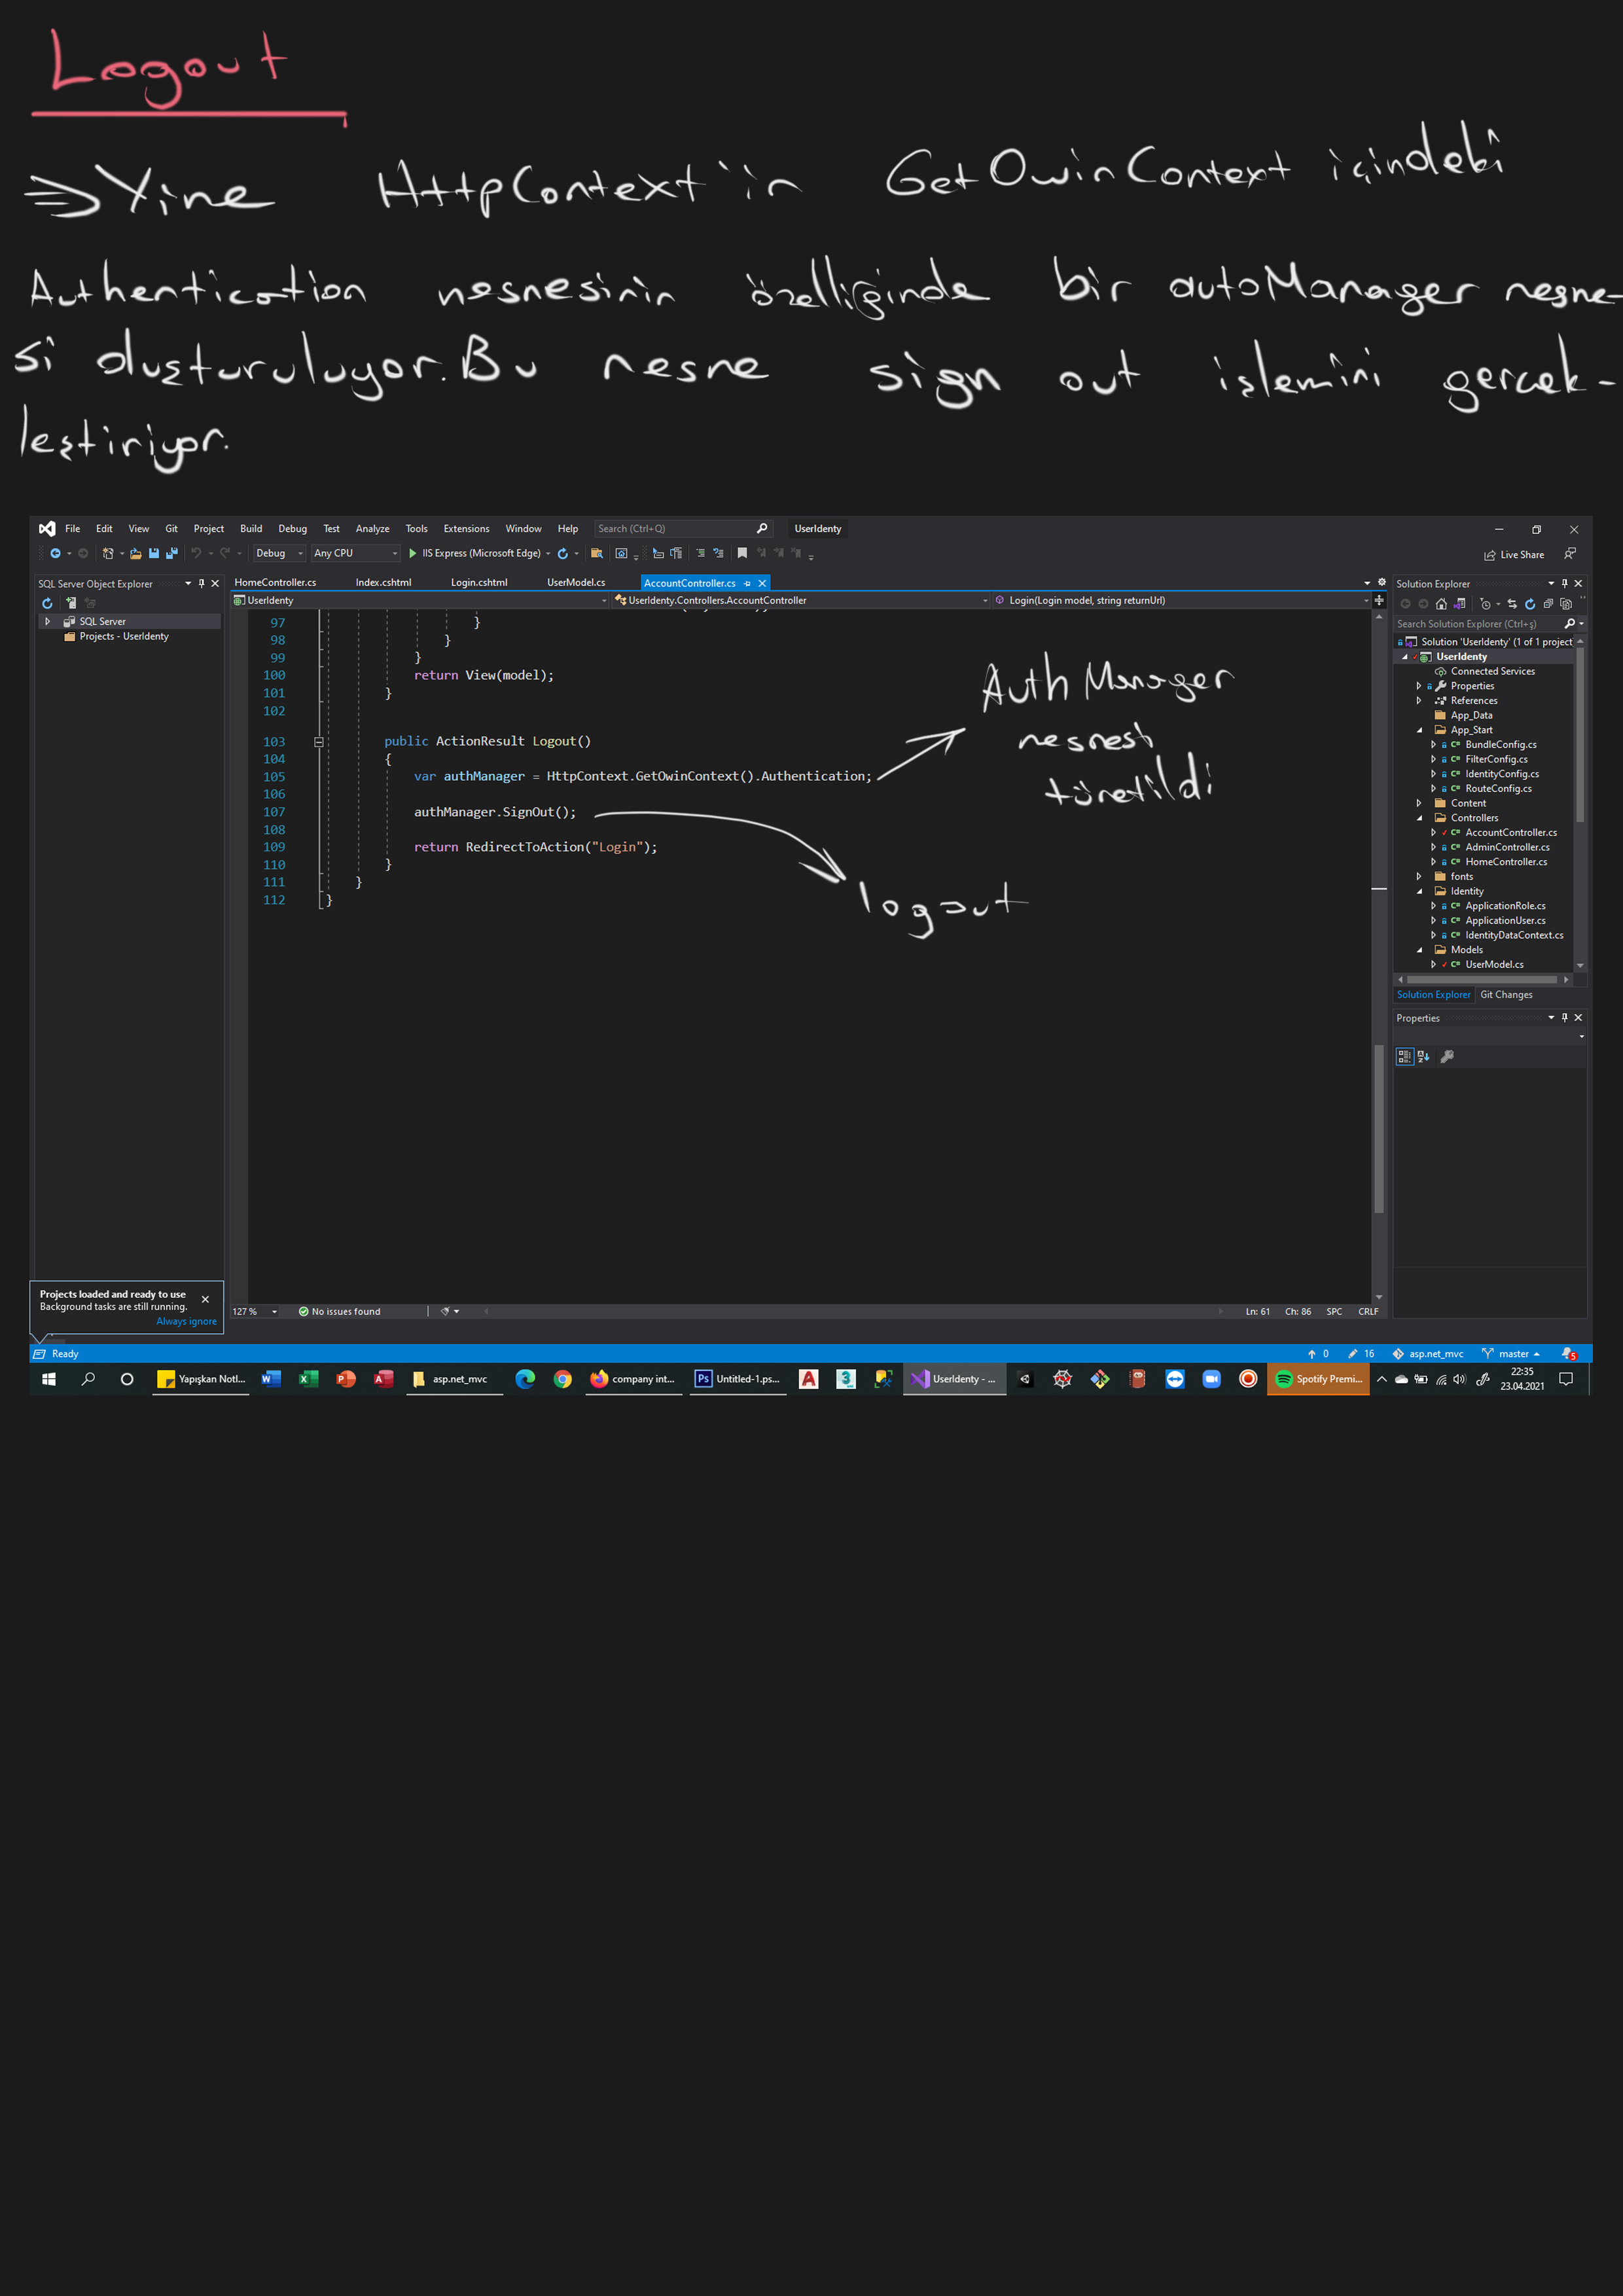 Logout
⇒ Yine HttpContext'in GetOwinContext içindeki
Authentication nesnesinin özelliğinde bir autoManager nesne-
si oluşturuluyor. Bu nesne sign out işlemini gerçek-
leştiriyor.
File Edit View Git Project Build Debug Test Analyze Tools Extensions Window Help Search (Ctrl+Q) UserIdenty
Debug Any CPU IIS Express (Microsoft Edge) Live Share
SQL Server Object Explorer
SQL Server
Projects - UserIdenty
HomeController.cs Index.cshtml Login.cshtml UserModel.cs AccountController.cs
UserIdenty UserIdenty.Controllers.AccountController Login(Login model, string returnUrl)
97 }
98 }
99 }
100 return View(model);
101 }
102
103 public ActionResult Logout()
104 {
105 var authManager = HttpContext.GetOwinContext().Authentication;
106
107 authManager.SignOut();
108
109 return RedirectToAction("Login");
110 }
111 }
112 }
Auth Manager
nesnesi
türetildi
logout
Solution Explorer
Search Solution Explorer (Ctrl+ş)
Solution 'UserIdenty' (1 of 1 project
UserIdenty
Connected Services
Properties
References
App_Data
App_Start
BundleConfig.cs
FilterConfig.cs
IdentityConfig.cs
RouteConfig.cs
Content
Controllers
AccountController.cs
AdminController.cs
HomeController.cs
fonts
Identity
ApplicationRole.cs
ApplicationUser.cs
IdentityDataContext.cs
Models
UserModel.cs
Solution Explorer Git Changes
Properties
Projects loaded and ready to use
Background tasks are still running.
Always ignore
127 % No issues found Ln: 61 Ch: 86 SPC CRLF
Ready 0 16 asp.net_mvc master 5
Yapışkan Notl... asp.net_mvc company int... Untitled-1.ps... UserIdenty - ... Spotify Premi... 22:35
23.04.2021